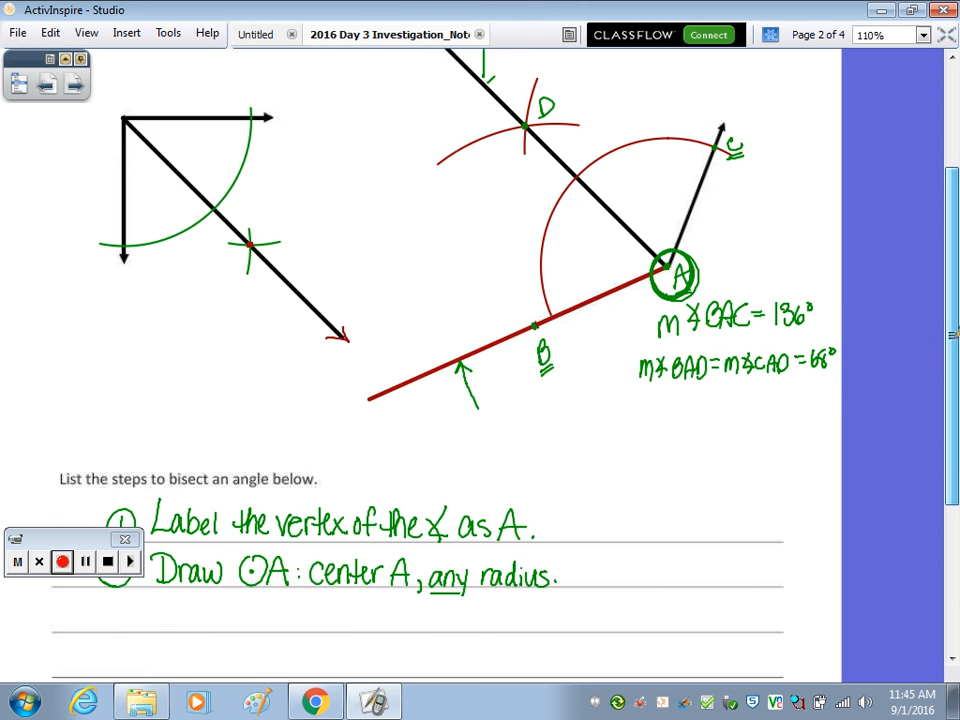 ActivInspire - Studio
File Edit View Insert Tools Help Untitled 2016 Day 3 Investigation_Note CLASSFLOW Connect Page 2 of 4 110%
D
C
A
m∢BAC = 136°
B
m∢BAD = m∢CAD = 68°
List the steps to bisect an angle below.
① Label the vertex of the ∢ as A.
M
Draw ⊙A: center A, any radius.
11:45 AM
9/1/2016